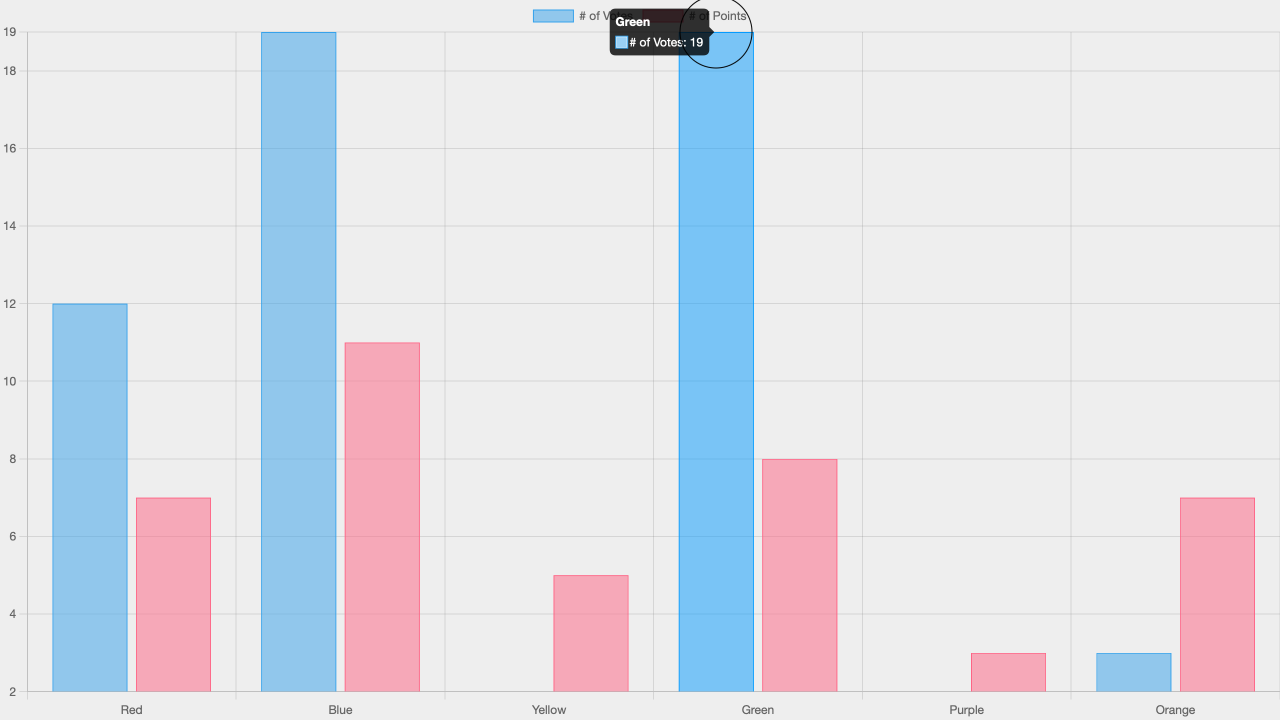 # of Points
Green
# of Votes: 19
19
18
16
14
12
10
8
6
4
2
Red
Blue
Yellow
Green
Purple
Orange